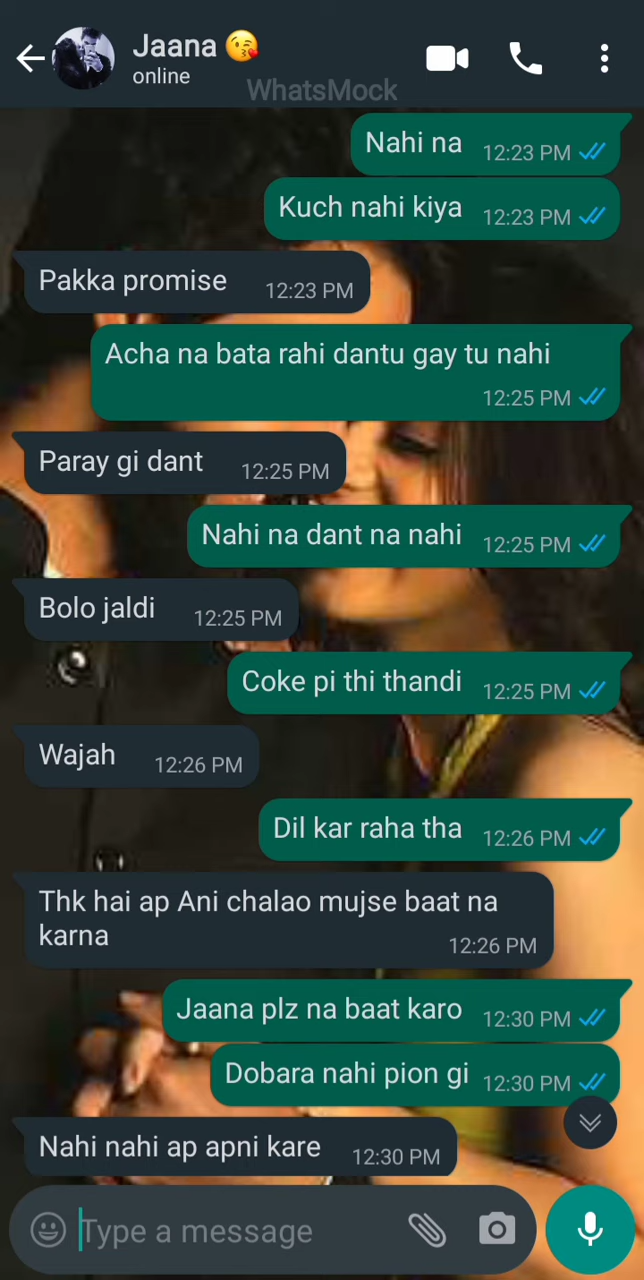 Jaana 😘
online
WhatsMock
Nahi na 12:23 PM
Kuch nahi kiya 12:23 PM
Pakka promise 12:23 PM
Acha na bata rahi dantu gay tu nahi
12:25 PM
Paray gi dant 12:25 PM
Nahi na dant na nahi 12:25 PM
Bolo jaldi 12:25 PM
Coke pi thi thandi 12:25 PM
Wajah 12:26 PM
Dil kar raha tha 12:26 PM
Thk hai ap Ani chalao mujse baat na
karna 12:26 PM
Jaana plz na baat karo 12:30 PM
Dobara nahi pion gi 12:30 PM
Nahi nahi ap apni kare 12:30 PM
Type a message